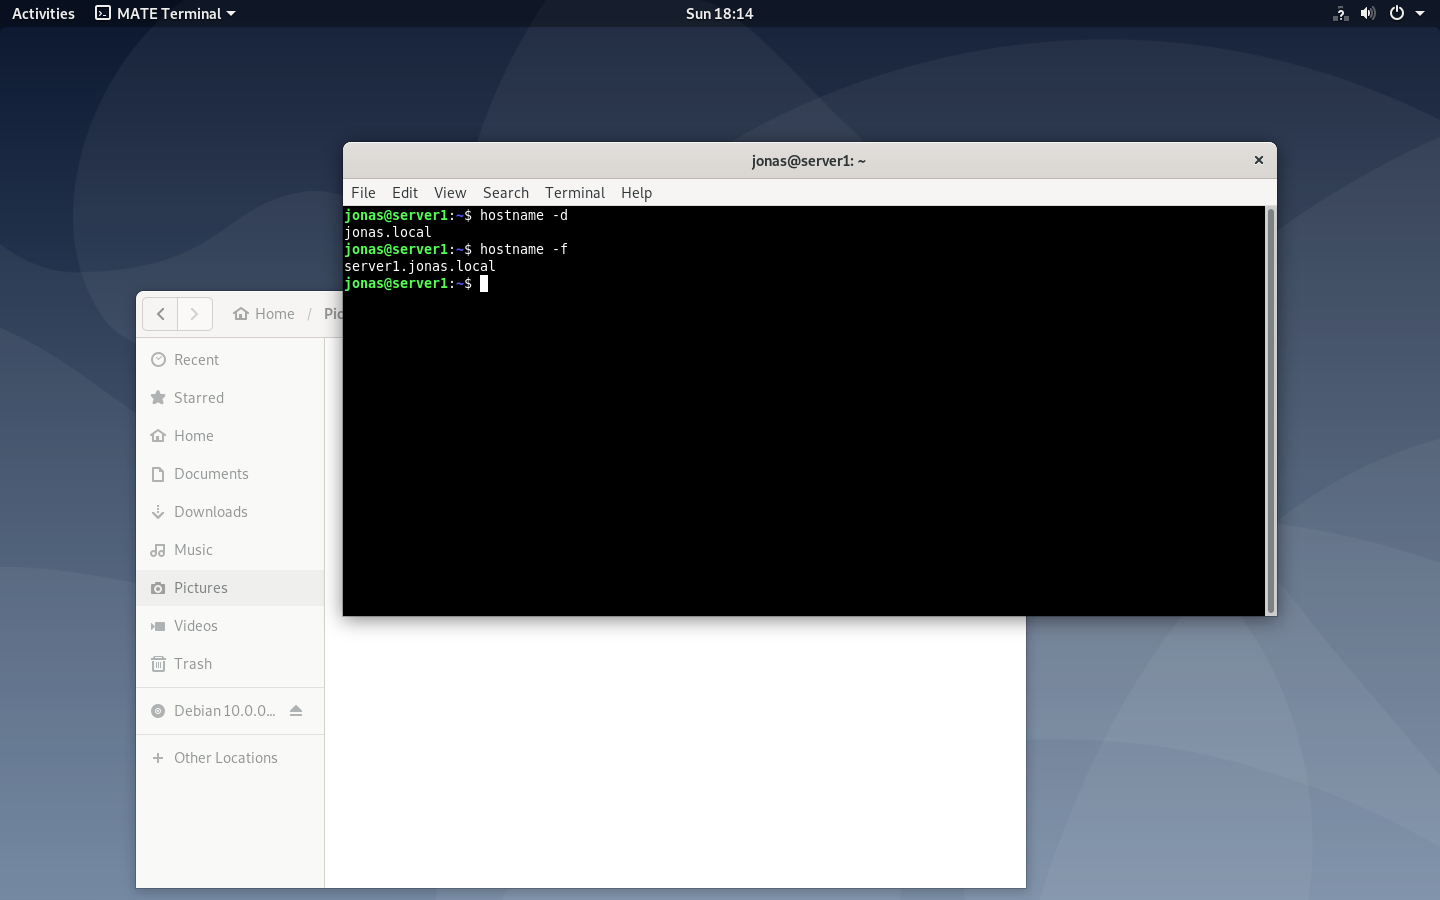 Activities MATE Terminal Sun 18:14
jonas@server1: ~
File Edit View Search Terminal Help
jonas@server1:~$ hostname -d
jonas.local
jonas@server1:~$ hostname -f
server1.jonas.local
jonas@server1:~$
Home / Pic
Recent
Starred
Home
Documents
Downloads
Music
Pictures
Videos
Trash
Debian 10.0.0...
Other Locations